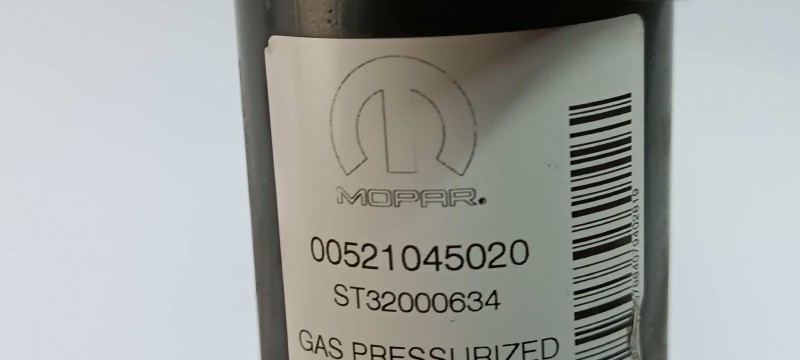 MOPAR.
00521045020
ST32000634
GAS PRESSURIZED